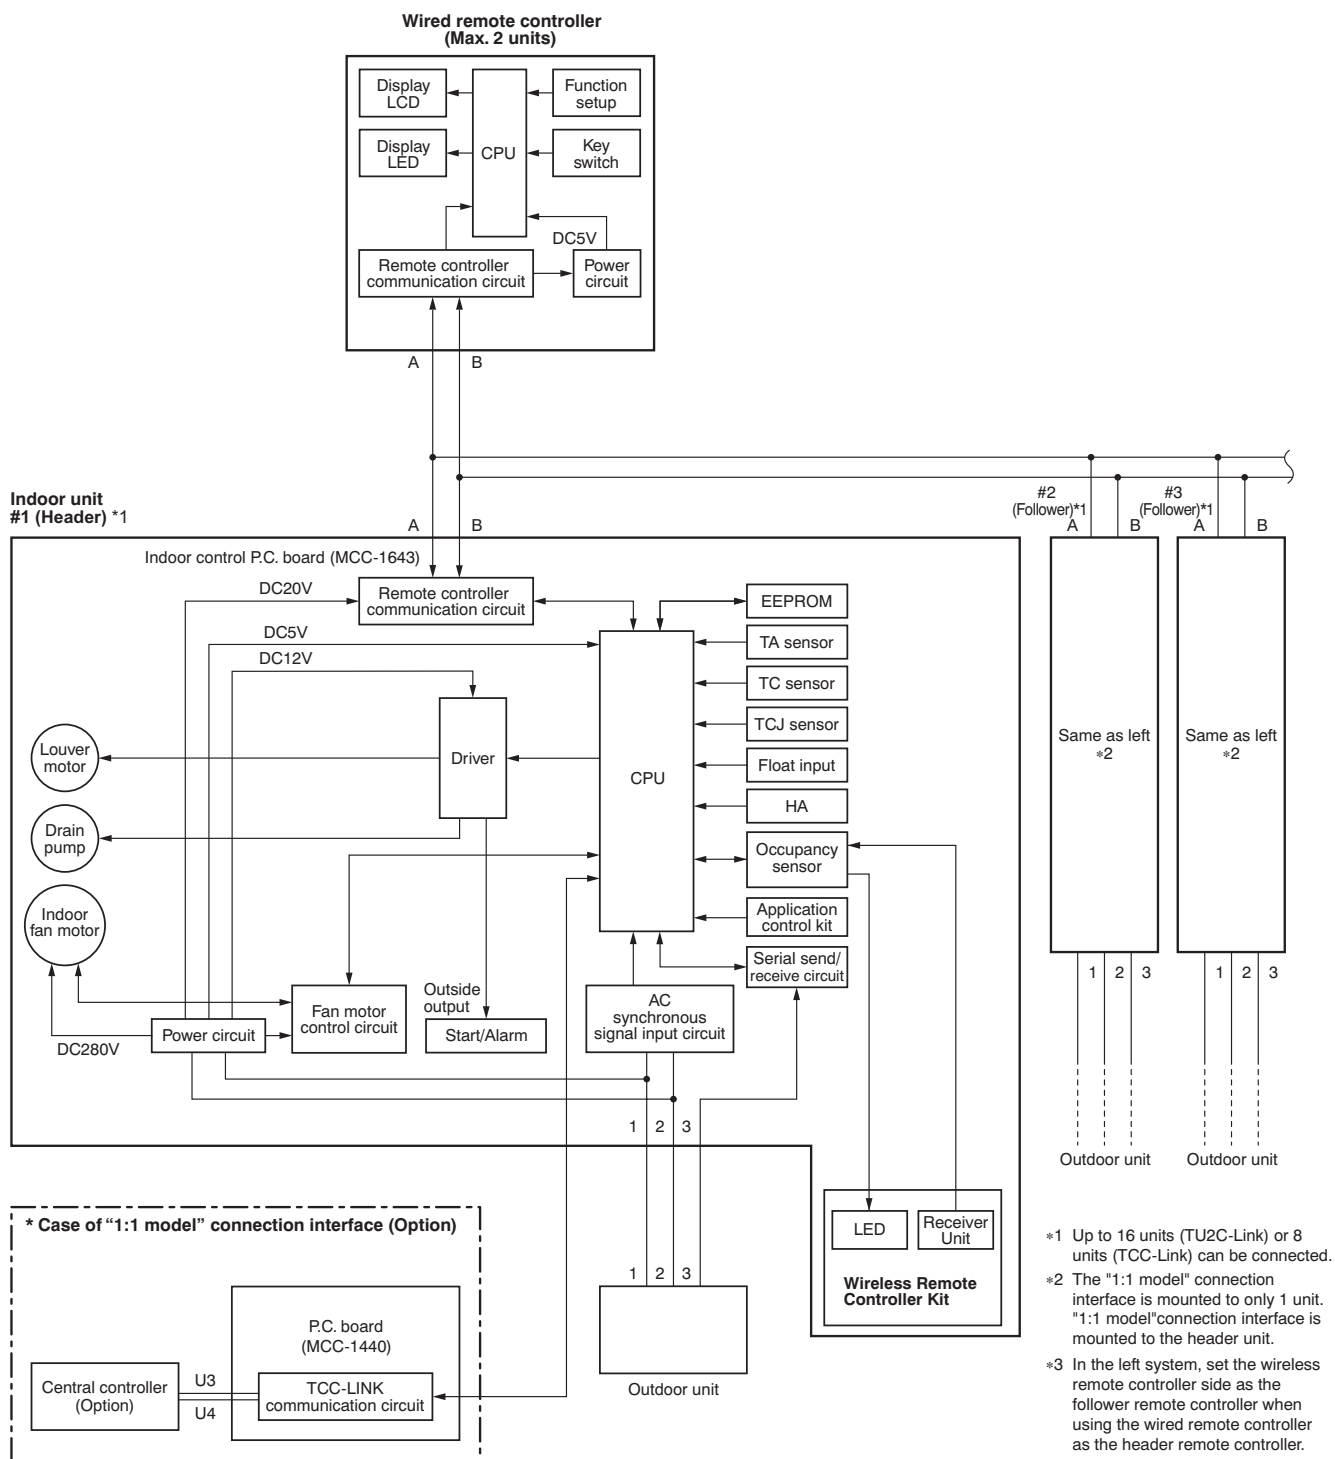 Wired remote controller
(Max. 2 units)
Display
LCD
Function
setup
Display
LED
CPU
Key
switch
DC5V
Remote controller
communication circuit
Power
circuit
A
B
Indoor unit
#1 (Header) *1
A
B
#2
(Follower)*1
A
B
#3
(Follower)*1
A
B
Indoor control P.C. board (MCC-1643)
DC20V
Remote controller
communication circuit
EEPROM
DC5V
TA sensor
DC12V
TC sensor
TCJ sensor
Louver
motor
Driver
CPU
Float input
HA
Drain
pump
Occupancy
sensor
Indoor
fan motor
Application
control kit
Serial send/
receive circuit
Same as left
*2
Same as left
*2
Outside
output
Fan motor
control circuit
Power circuit
DC280V
Start/Alarm
AC
synchronous
signal input circuit
1
2
3
1
2
3
1
2
3
Outdoor unit
Outdoor unit
* Case of “1:1 model” connection interface (Option)
LED
Receiver
Unit
Wireless Remote
Controller Kit
1
2
3
P.C. board
(MCC-1440)
Central controller
(Option)
U3
U4
TCC-LINK
communication circuit
Outdoor unit
*1 Up to 16 units (TU2C-Link) or 8
units (TCC-Link) can be connected.
*2 The "1:1 model" connection
interface is mounted to only 1 unit.
"1:1 model"connection interface is
mounted to the header unit.
*3 In the left system, set the wireless
remote controller side as the
follower remote controller when
using the wired remote controller
as the header remote controller.